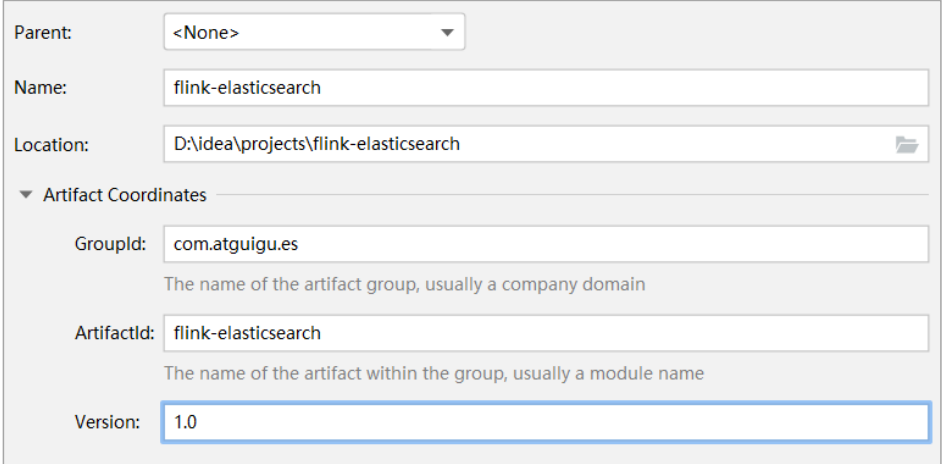 Parent: <None>
Name: flink-elasticsearch
Location: D:\idea\projects\flink-elasticsearch
Artifact Coordinates
GroupId: com.atguigu.es
The name of the artifact group, usually a company domain
ArtifactId: flink-elasticsearch
The name of the artifact within the group, usually a module name
Version: 1.0